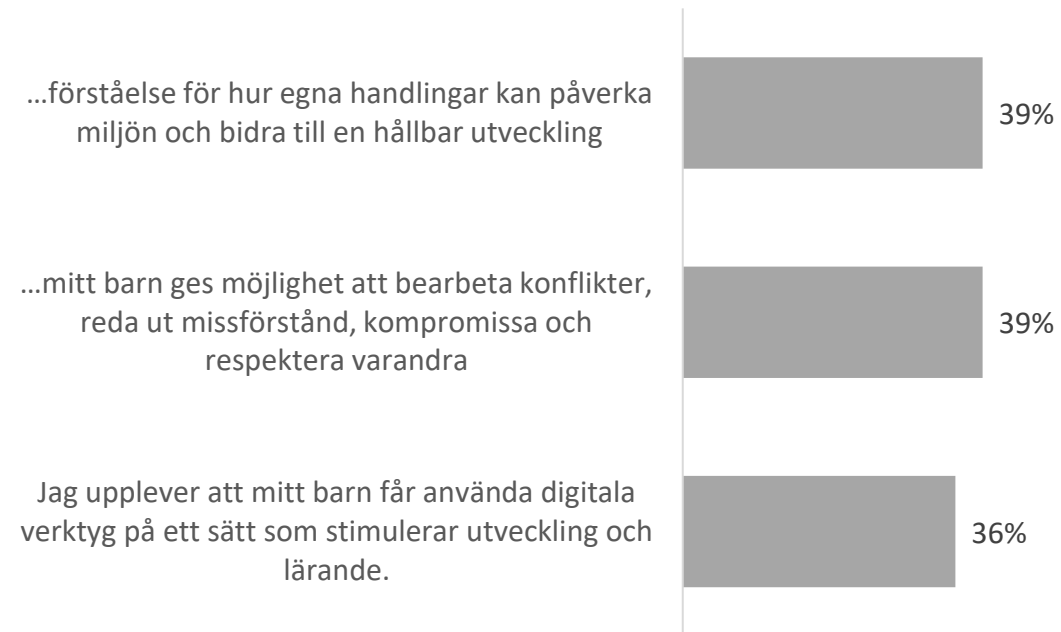 ...förståelse för hur egna handlingar kan påverka
miljön och bidra till en hållbar utveckling
39%
...mitt barn ges möjlighet att bearbeta konflikter,
reda ut missförstånd, kompromissa och
respektera varandra
39%
Jag upplever att mitt barn får använda digitala
verktyg på ett sätt som stimulerar utveckling och
lärande.
36%